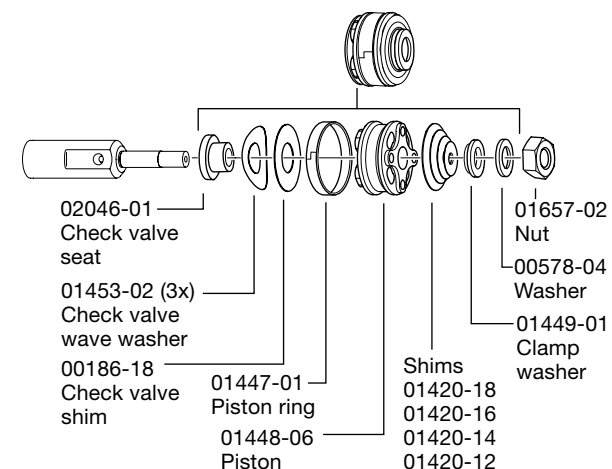 02046-01
Check valve
seat
01453-02 (3x)
Check valve
wave washer
00186-18
Check valve
shim
01447-01
Piston ring
01448-06
Piston
Shims
01420-18
01420-16
01420-14
01420-12
01657-02
Nut
00578-04
Washer
01449-01
Clamp
washer